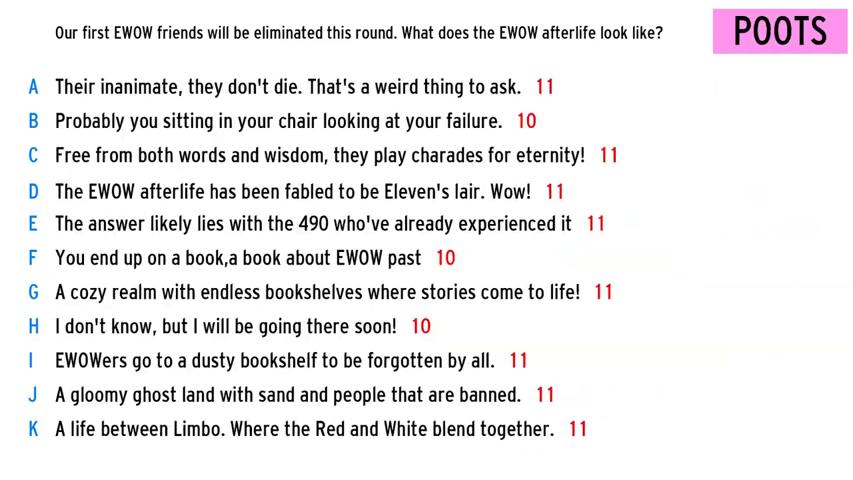 Our first EWOW friends will be eliminated this round. What does the EWOW afterlife look like?
POOTS
A Their inanimate, they don't die. That's a weird thing to ask. 11
B Probably you sitting in your chair looking at your failure. 10
C Free from both words and wisdom, they play charades for eternity! 11
D The EWOW afterlife has been fabled to be Eleven's lair. Wow! 11
E The answer likely lies with the 490 who've already experienced it 11
F You end up on a book,a book about EWOW past 10
G A cozy realm with endless bookshelves where stories come to life! 11
H I don't know, but I will be going there soon! 10
I EWOWers go to a dusty bookshelf to be forgotten by all. 11
J A gloomy ghost land with sand and people that are banned. 11
K A life between Limbo. Where the Red and White blend together. 11